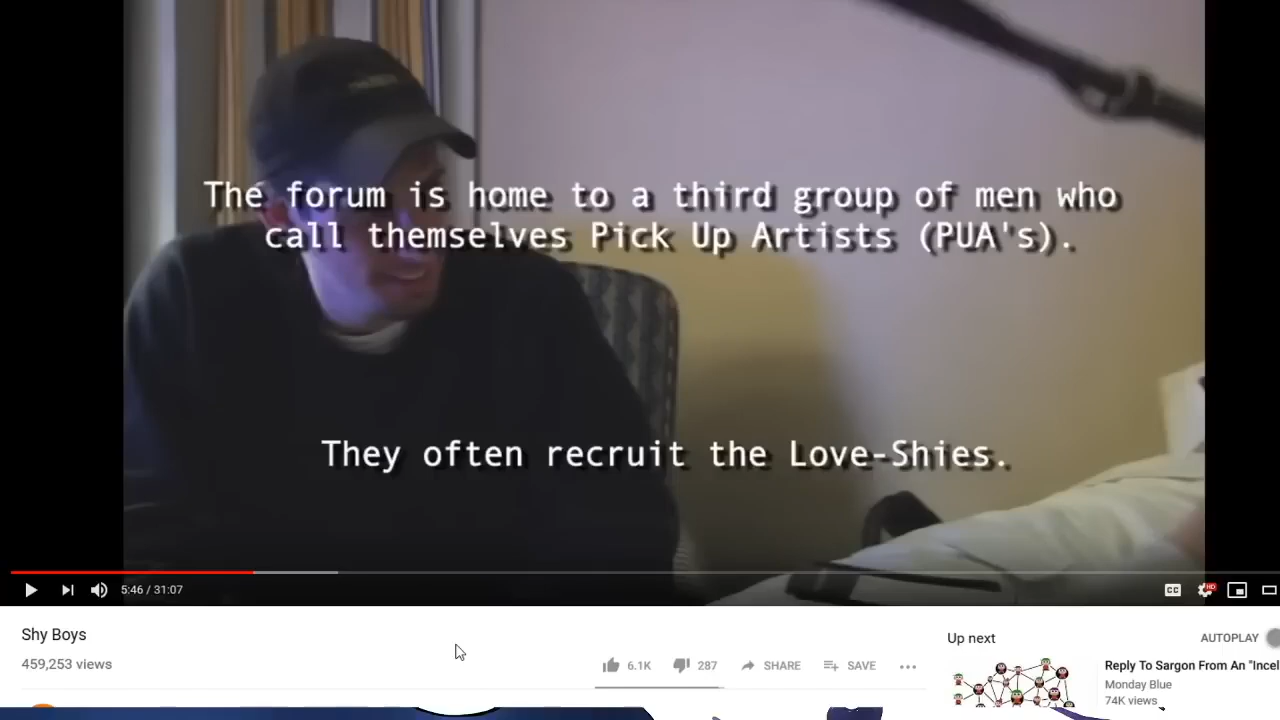 The forum is home to a third group of men who
call themselves Pick Up Artists (PUA's).
They often recruit the Love-Shies.
5:46 / 31:07
CC
HD
Shy Boys
459,253 views
6.1K
287
SHARE
SAVE
Up next
AUTOPLAY
Reply To Sargon From An "Incel
Monday Blue
74K views